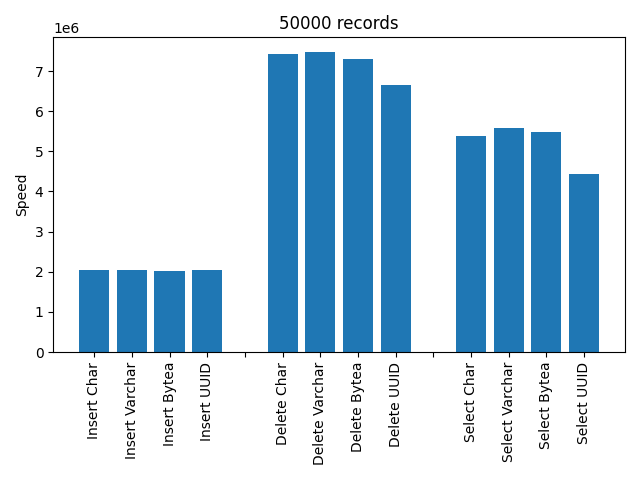 50000 records
1e6
Speed
7
6
5
4
3
2
1
0
Insert Char
Insert Varchar
Insert Bytea
Insert UUID
Delete Char
Delete Varchar
Delete Bytea
Delete UUID
Select Char
Select Varchar
Select Bytea
Select UUID